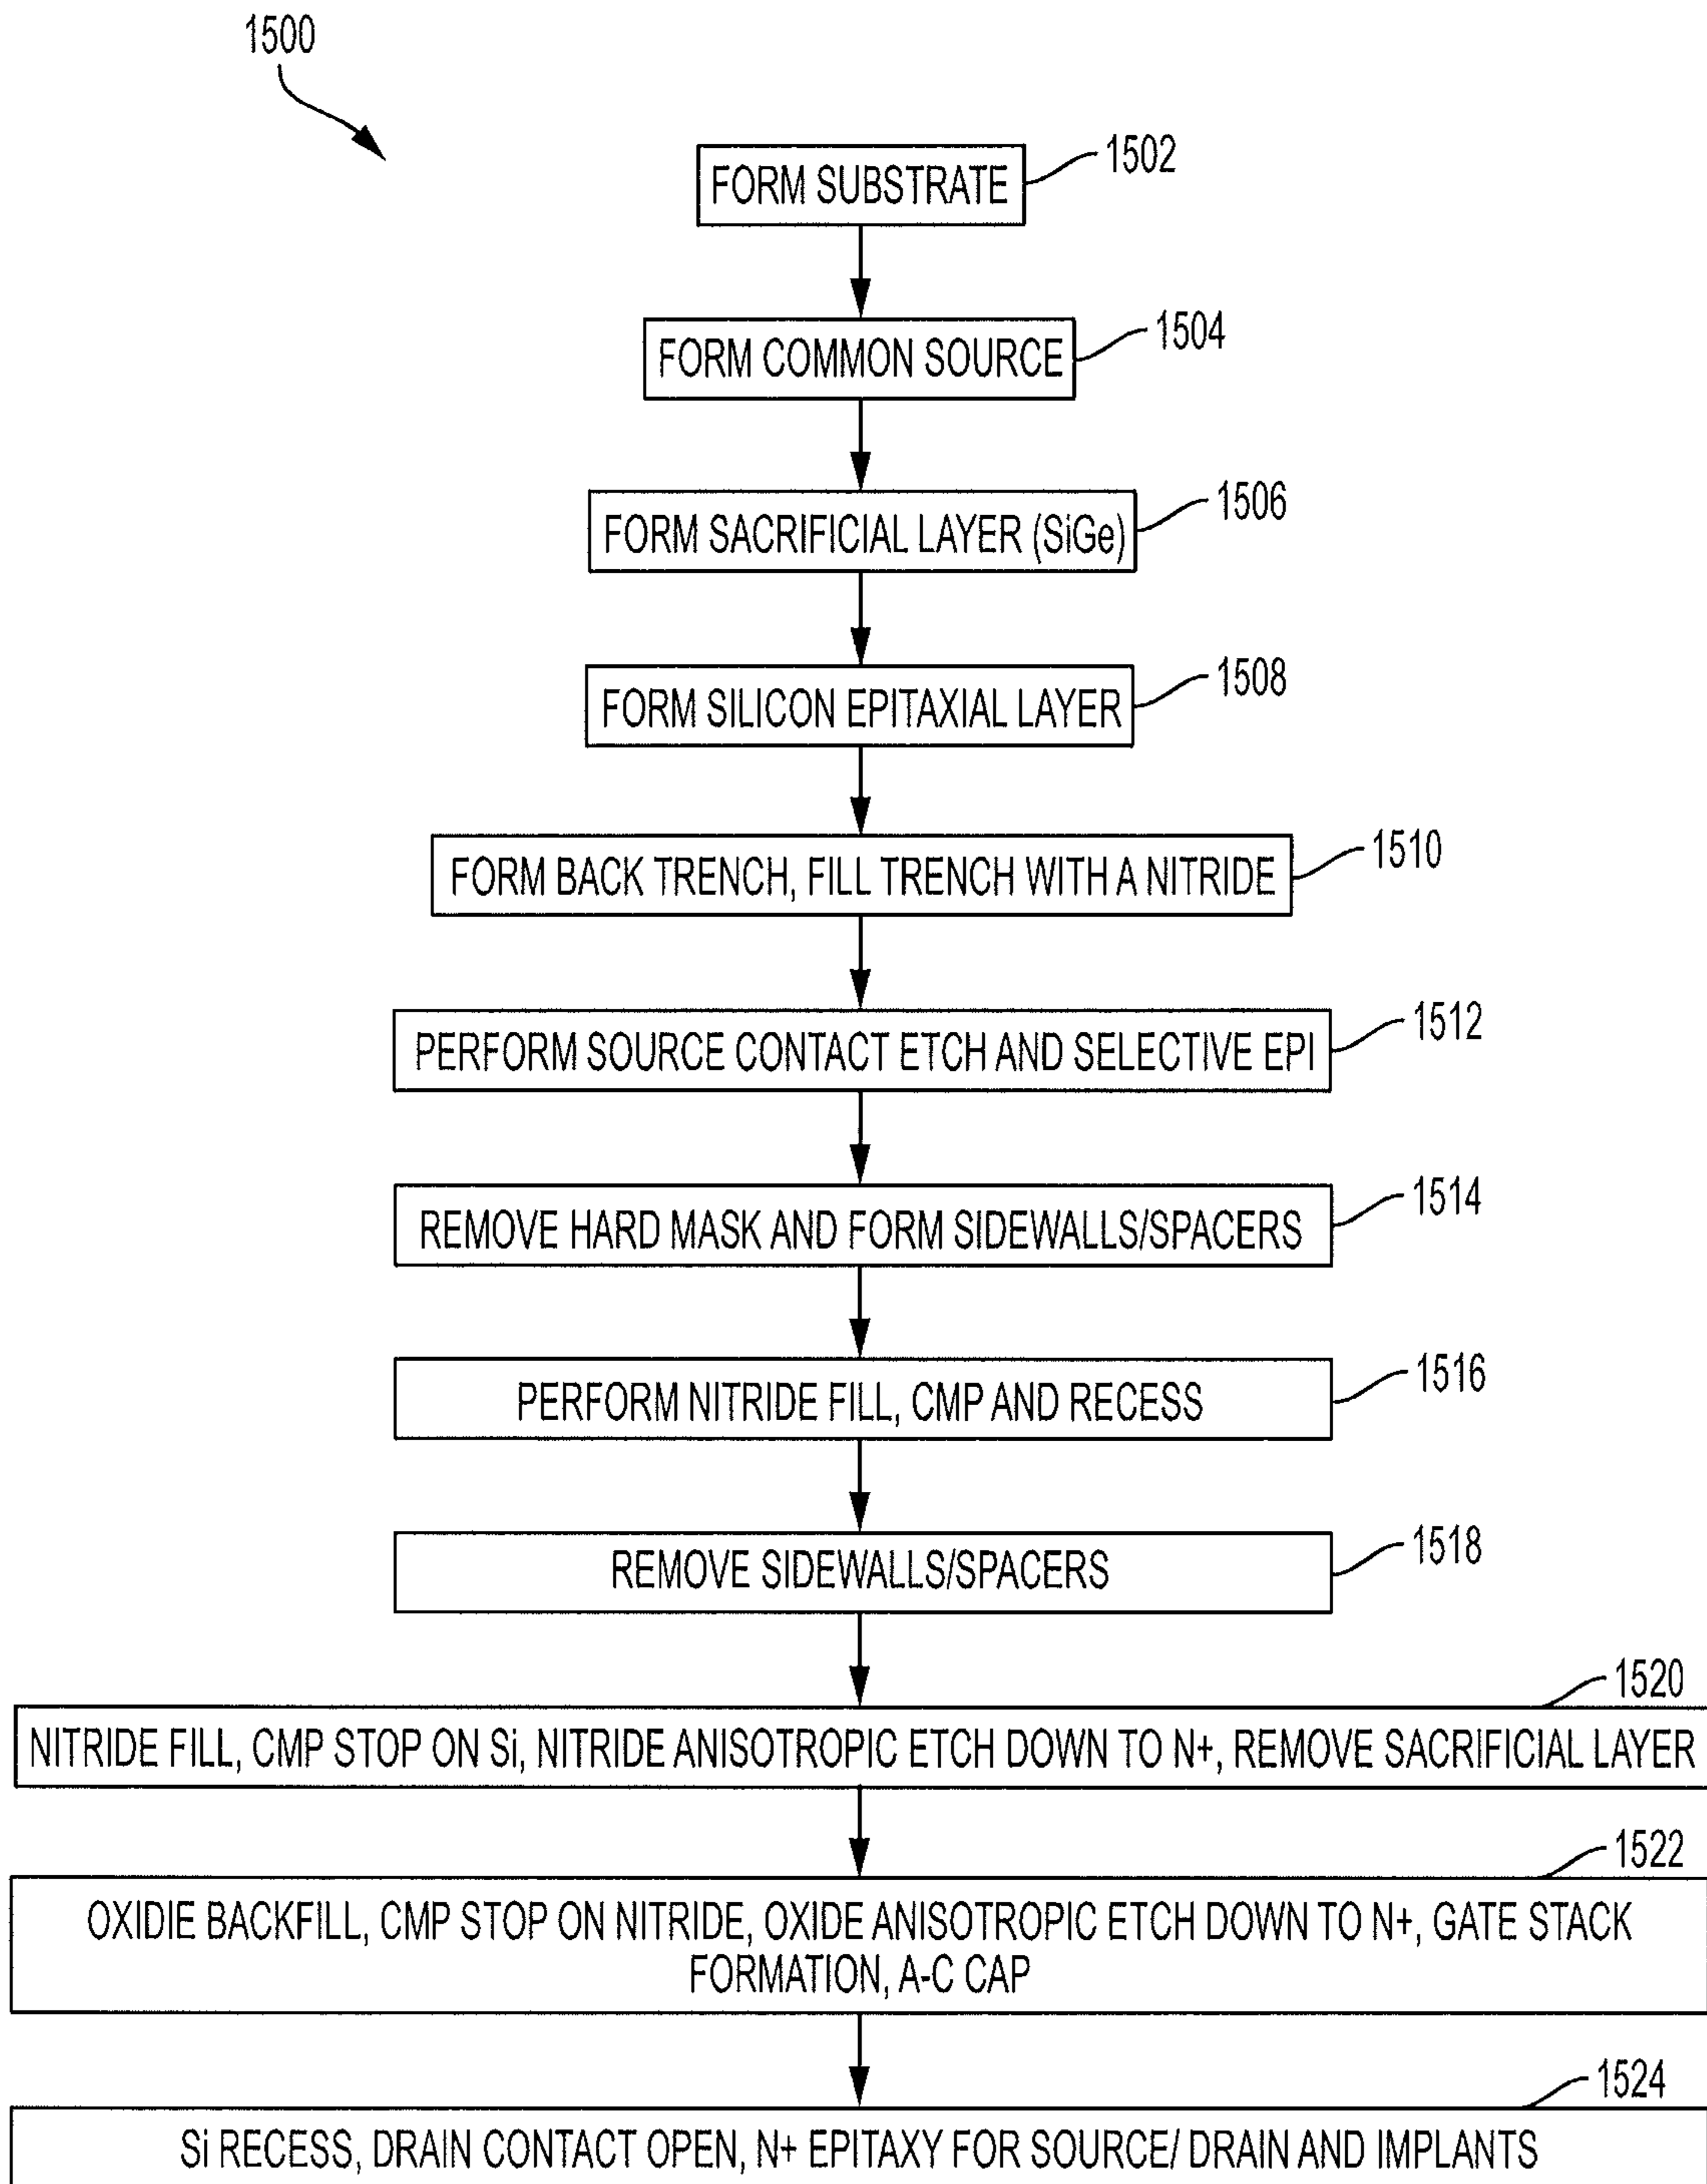 1500
FORM SUBSTRATE
1502
FORM COMMON SOURCE
1504
FORM SACRIFICIAL LAYER (SiGe)
1506
FORM SILICON EPITAXIAL LAYER
1508
FORM BACK TRENCH, FILL TRENCH WITH A NITRIDE
1510
PERFORM SOURCE CONTACT ETCH AND SELECTIVE EPI
1512
REMOVE HARD MASK AND FORM SIDEWALLS/SPACERS
1514
PERFORM NITRIDE FILL, CMP AND RECESS
1516
REMOVE SIDEWALLS/SPACERS
1518
1520
NITRIDE FILL, CMP STOP ON Si, NITRIDE ANISOTROPIC ETCH DOWN TO N+, REMOVE SACRIFICIAL LAYER
1522
OXIDIE BACKFILL, CMP STOP ON NITRIDE, OXIDE ANISOTROPIC ETCH DOWN TO N+, GATE STACK
FORMATION, A-C CAP
1524
Si RECESS, DRAIN CONTACT OPEN, N+ EPITAXY FOR SOURCE/ DRAIN AND IMPLANTS